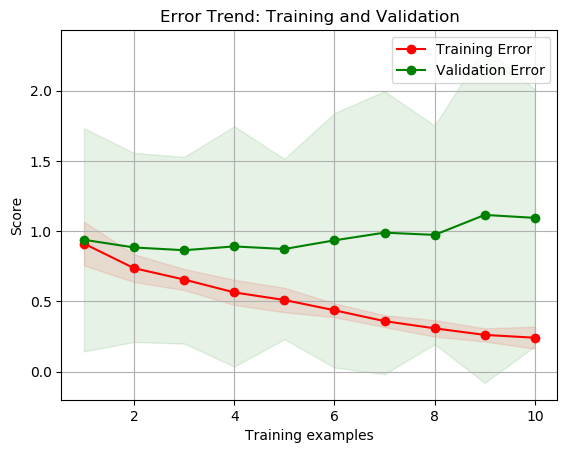 Error Trend: Training and Validation
Training Error
Validation Error
Score
2.0
1.5
1.0
0.5
0.0
2 4 6 8 10
Training examples